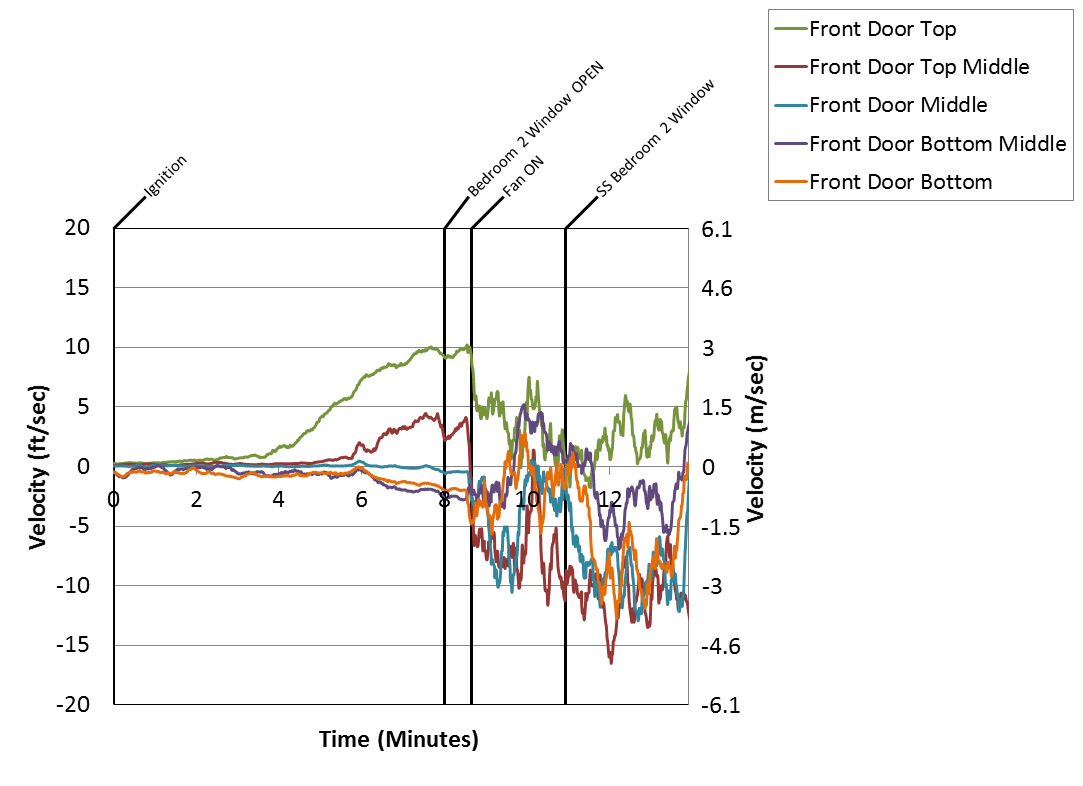 Front Door Top
Front Door Top Middle
Front Door Middle
Front Door Bottom Middle
Front Door Bottom
Ignition
Bedroom 2 Window OPEN
Fan ON
SS Bedroom 2 Window
20
15
10
5
0
-5
-10
-15
-20
Velocity (ft/sec)
6.1
4.6
3
1.5
0
-1.5
-3
-4.6
-6.1
Velocity (m/sec)
0
2
4
6
8
10
12
Time (Minutes)